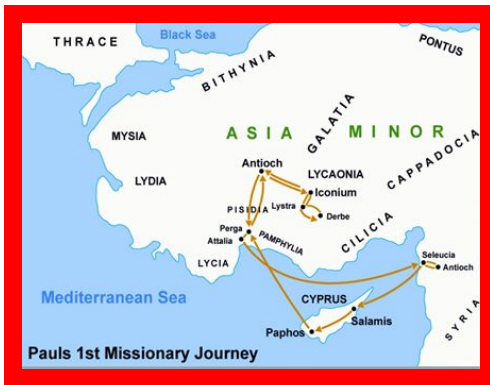 Black Sea
THRACE
PONTUS
BITHYNIA
GALATIA
ASIA MINOR
MYSIA
CAPPADOCIA
Antioch
LYCAONIA
LYDIA
Iconium
PISIDIA
Lystra
Derbe
Perga
PAMPHYLIA
CILICIA
Attalia
LYCIA
Seleucia
Antioch
Mediterranean Sea
CYPRUS
SYRIA
Salamis
Paphos
Pauls 1st Missionary Journey